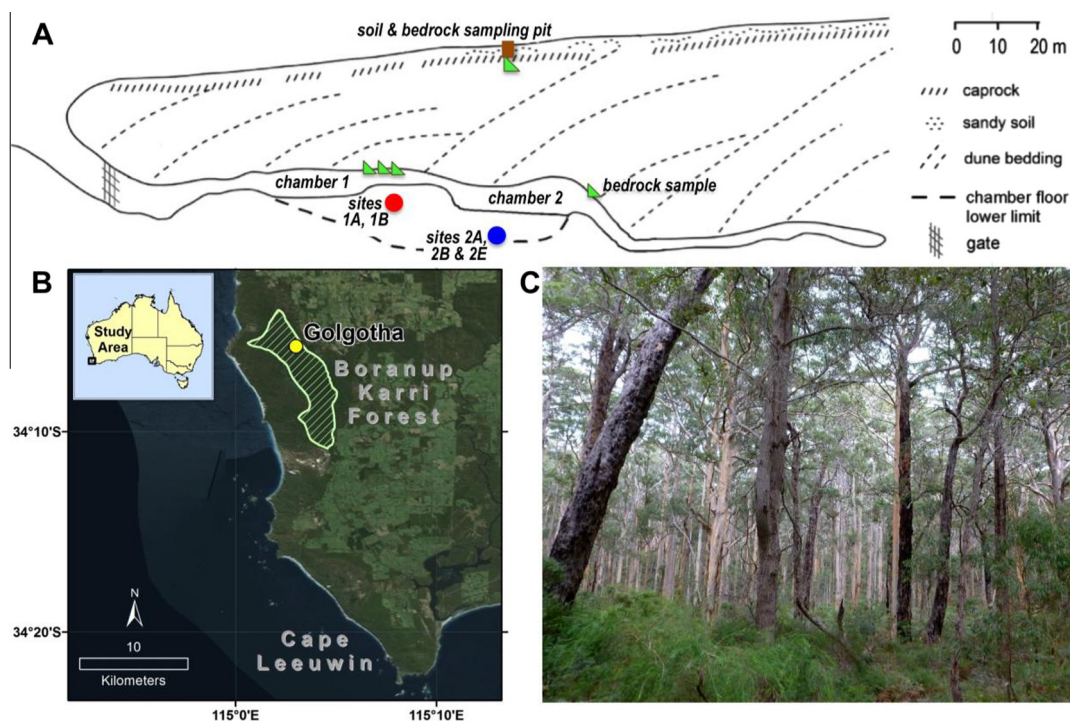 A
soil & bedrock sampling pit
0 10 20 m
caprock
sandy soil
dune bedding
chamber floor
lower limit
gate
chamber 1
sites
1A, 1B
chamber 2
bedrock sample
sites 2A,
2B & 2E
B
Study
Area
Golgotha
Boranup
Karri
Forest
34°10'S
34°20'S
N
10
Kilometers
Cape
Leeuwin
115°0'E
115°10'E
C